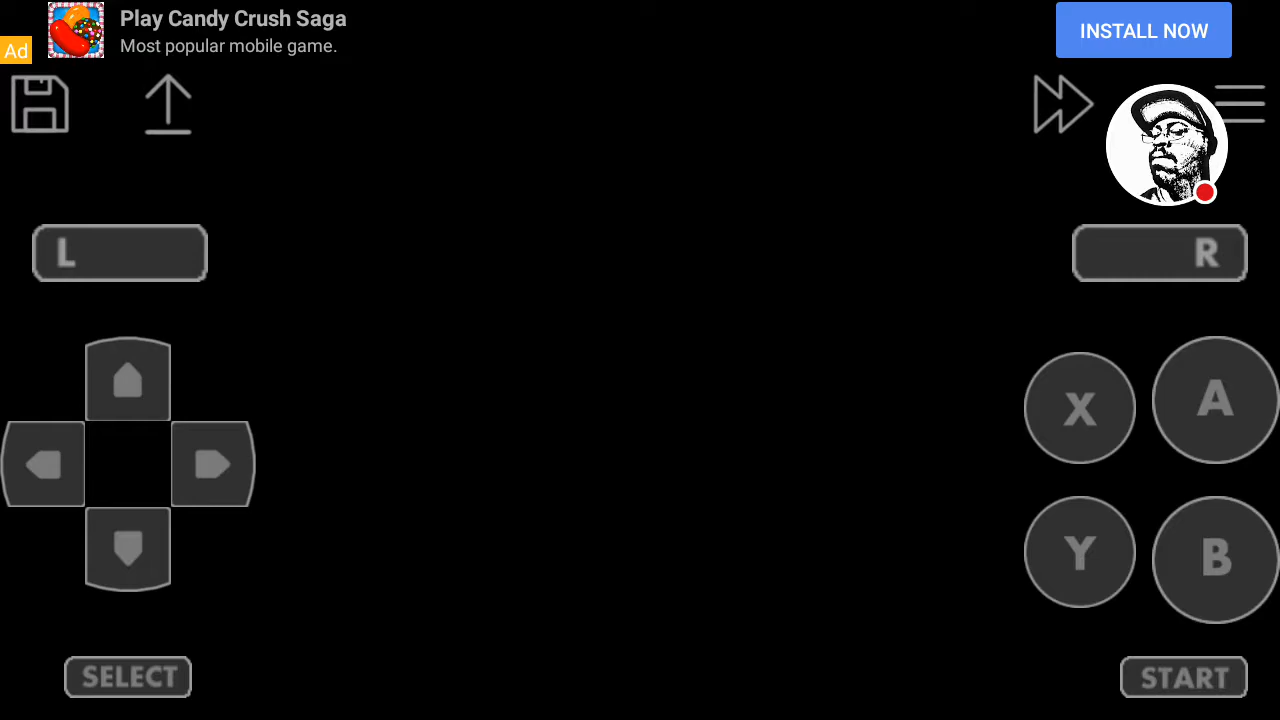 Play Candy Crush Saga
Ad
Most popular mobile game.
INSTALL NOW
L
R
X
A
Y
B
SELECT
START